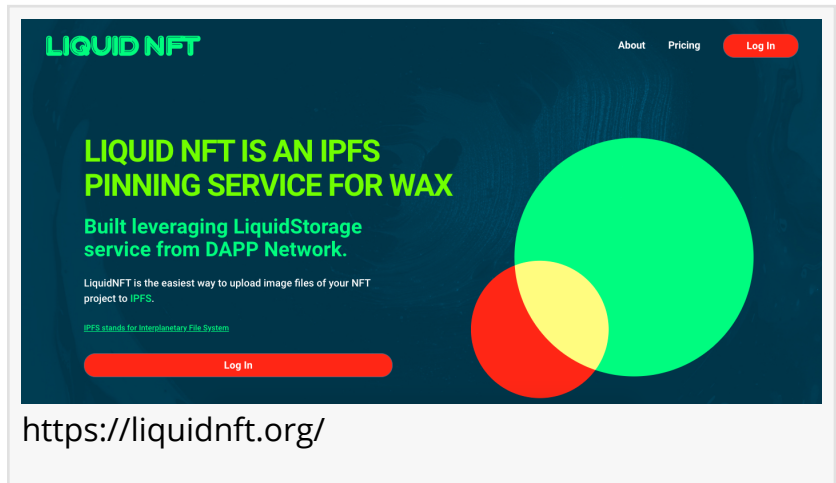 LIQUID NFT
About Pricing Log In
LIQUID NFT IS AN IPFS
PINNING SERVICE FOR WAX
Built leveraging LiquidStorage
service from DAPP Network.
LiquidNFT is the easiest way to upload image files of your NFT
project to IPFS.
IPFS stands for Interplanetary File System
Log In
https://liquidnft.org/